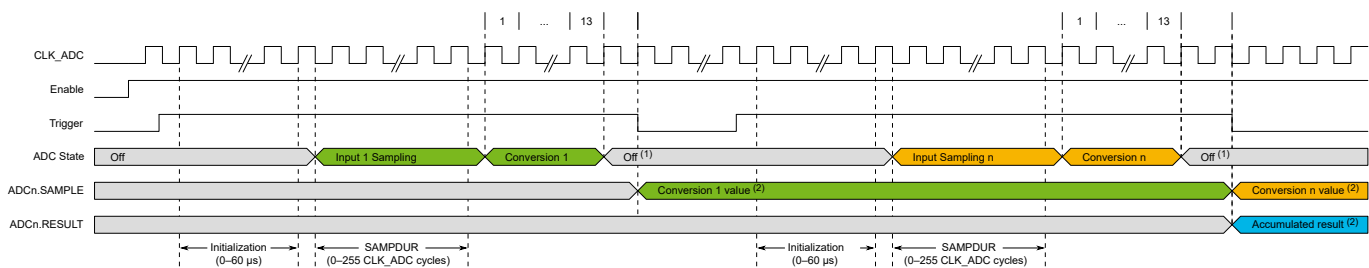 1 ... 13 1 ... 13
CLK_ADC
Enable
Trigger
ADC State Off Input 1 Sampling Conversion 1 Off (1) Input Sampling n Conversion n Off (1)
ADCn.SAMPLE Conversion 1 value (2) Conversion n value (2)
ADCn.RESULT Accumulated result (2)
Initialization SAMPDUR Initialization SAMPDUR
(0–60 µs) (0–255 CLK_ADC cycles) (0–60 µs) (0–255 CLK_ADC cycles)